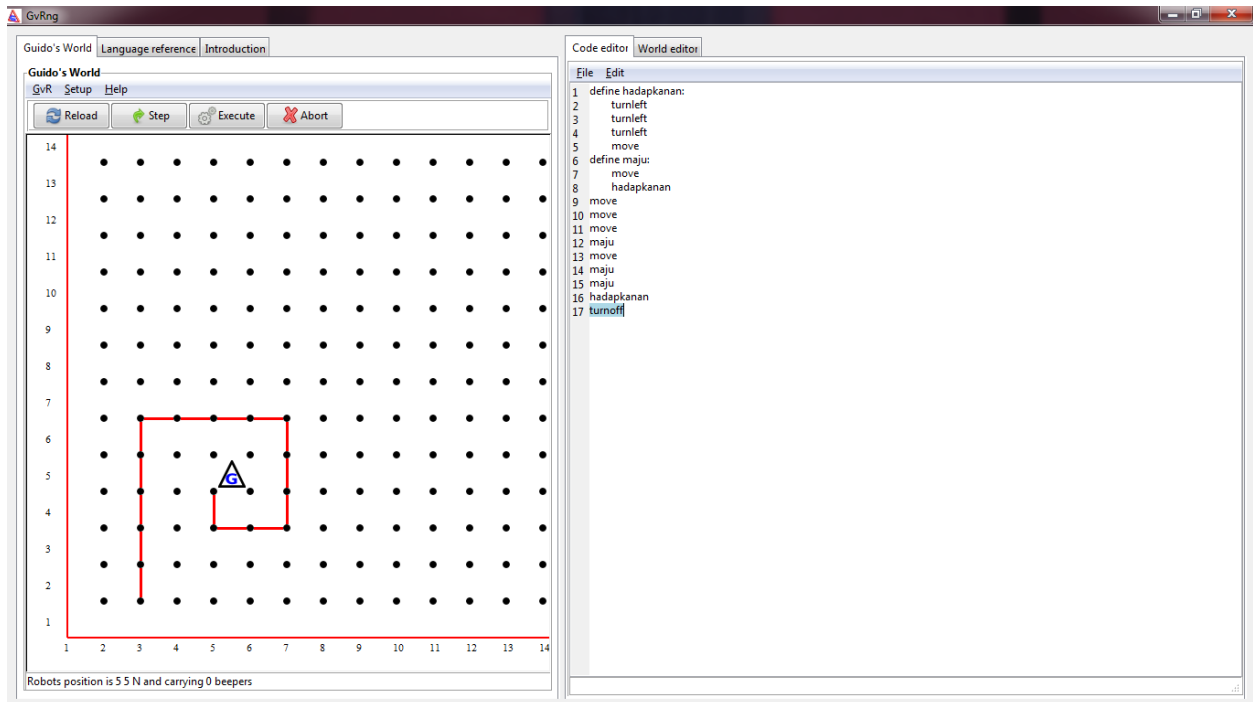 GvRng
Guido's World Language reference Introduction
Guido's World
GvR Setup Help
Reload Step Execute Abort
14
13
12
11
10
9
8
7
6
5
4
3
2
1
G
1 2 3 4 5 6 7 8 9 10 11 12 13 14
Robots position is 5 5 N and carrying 0 beepers
Code editor World editor
File Edit
1 define hadapkanan:
2 turnleft
3 turnleft
4 turnleft
5 move
6 define maju:
7 move
8 hadapkanan
9 move
10 move
11 move
12 maju
13 move
14 maju
15 maju
16 hadapkanan
17 turnoff